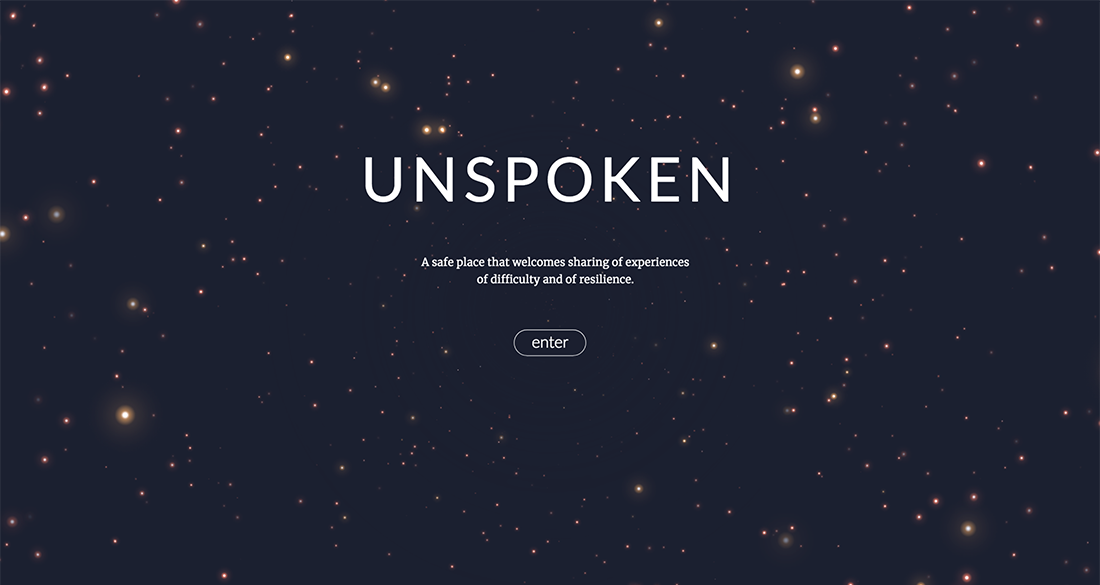 UNSPOKEN
A safe place that welcomes sharing of experiences
of difficulty and of resilience.
enter